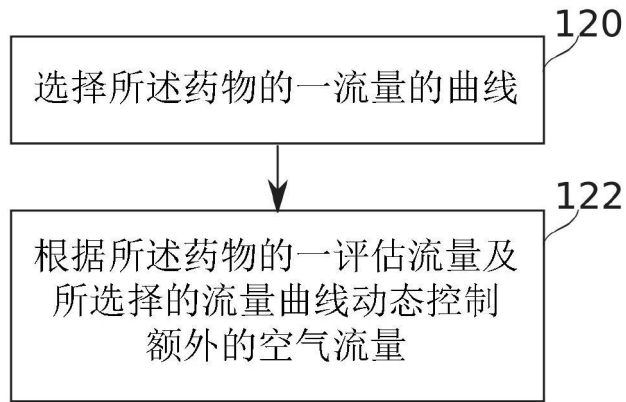 120
选择所述药物的一流量的曲线
122
根据所述药物的一评估流量及
所选择的流量曲线动态控制
额外的空气流量